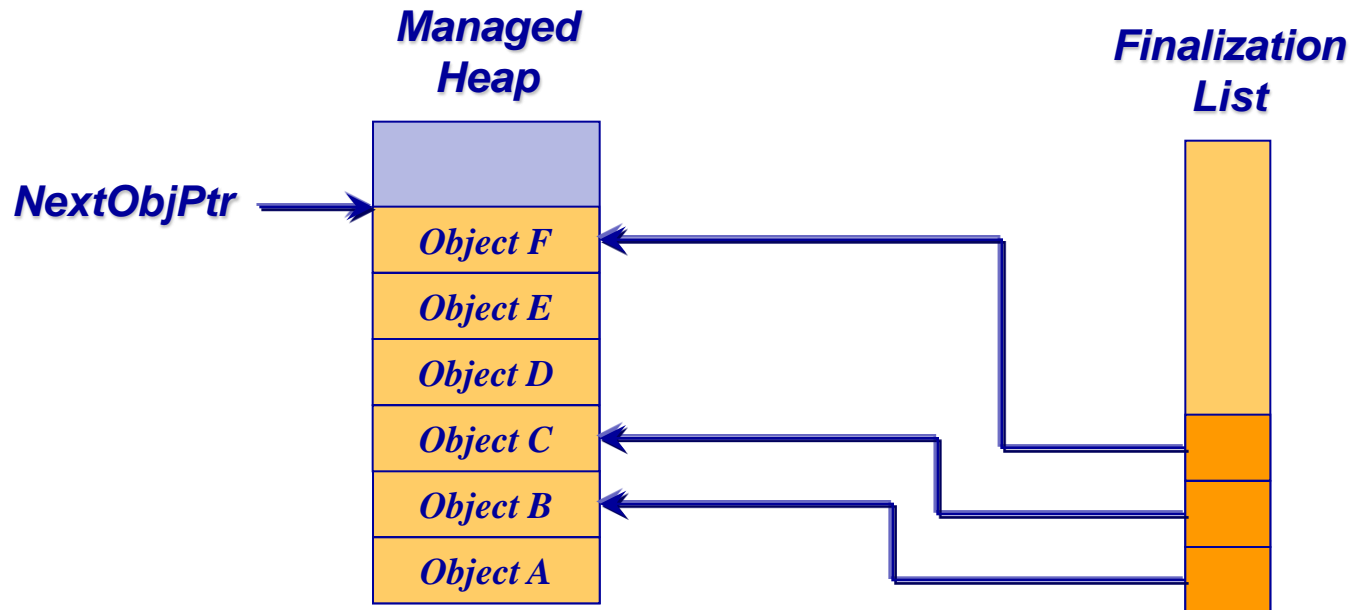 Managed
Heap
Finalization
List
NextObjPtr
Object F
Object E
Object D
Object C
Object B
Object A